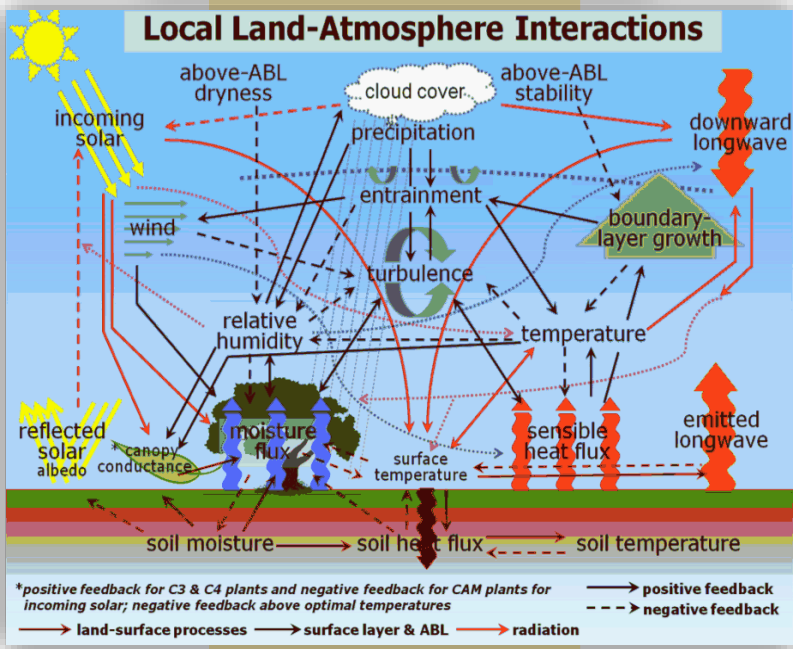 Local Land-Atmosphere Interactions
above-ABL
dryness
cloud cover
above-ABL
stability
incoming
solar
precipitation
downward
longwave
entrainment
wind
boundary-
layer growth
turbulence
relative
humidity
temperature
reflected
solar
albedo
*canopy
conductance
moisture
flux
surface
temperature
sensible
heat flux
emitted
longwave
soil moisture
soil heat flux
soil temperature
*positive feedback for C3 & C4 plants and negative feedback for CAM plants for
incoming solar; negative feedback above optimal temperatures
positive feedback
negative feedback
land-surface processes
surface layer & ABL
radiation